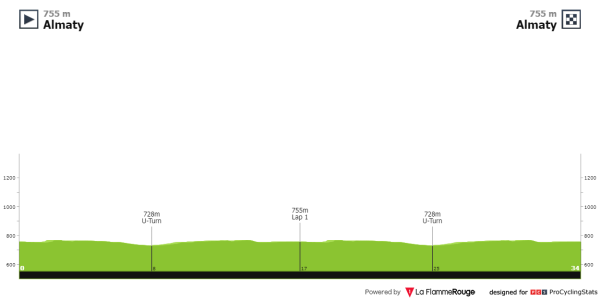 755 m
Almaty
755 m
Almaty
1200
1000
800
600
1200
1000
800
600
728m
U-Turn
755m
Lap 1
728m
U-Turn
0
8
17
25
34
Powered by La FlammeRouge
designed for PCS ProCyclingStats